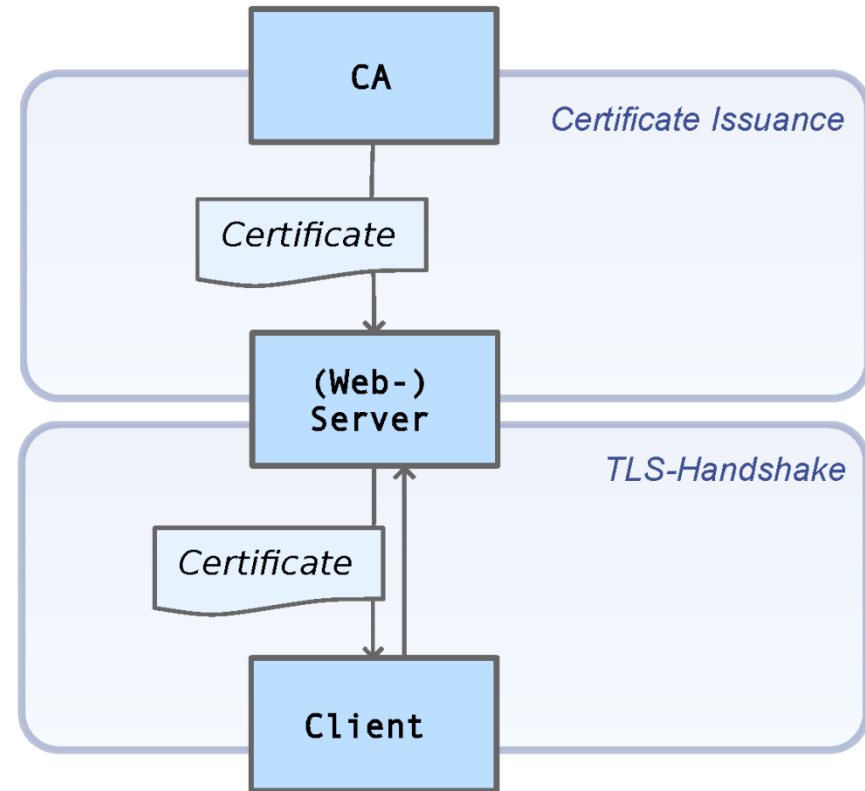 CA
Certificate Issuance
Certificate
(Web-)
Server
TLS-Handshake
Certificate
Client